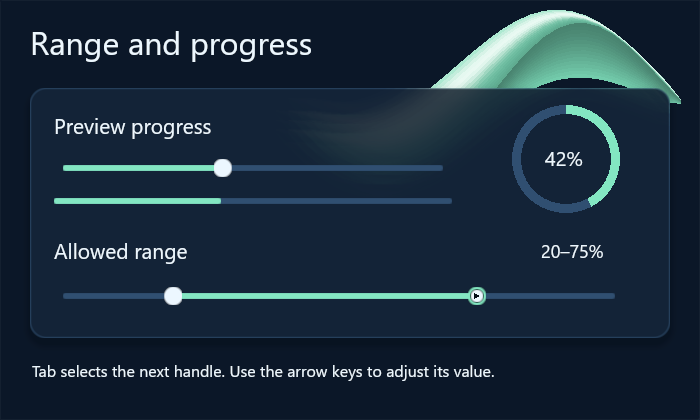 Range and progress
Preview progress
42%
Allowed range
20–75%
Tab selects the next handle. Use the arrow keys to adjust its value.